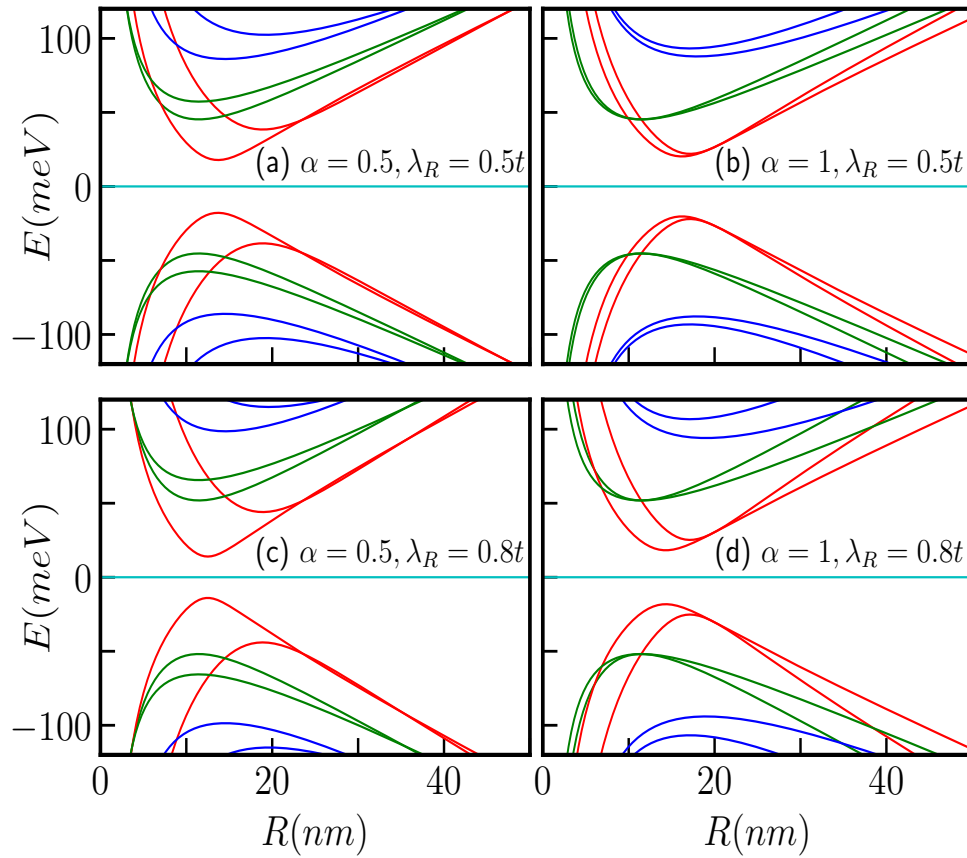 100
0
−100
E(meV)
(a) α = 0.5, λ_R = 0.5t
(b) α = 1, λ_R = 0.5t
100
0
−100
E(meV)
(c) α = 0.5, λ_R = 0.8t
(d) α = 1, λ_R = 0.8t
0 20 40
0 20 40
R(nm)
R(nm)